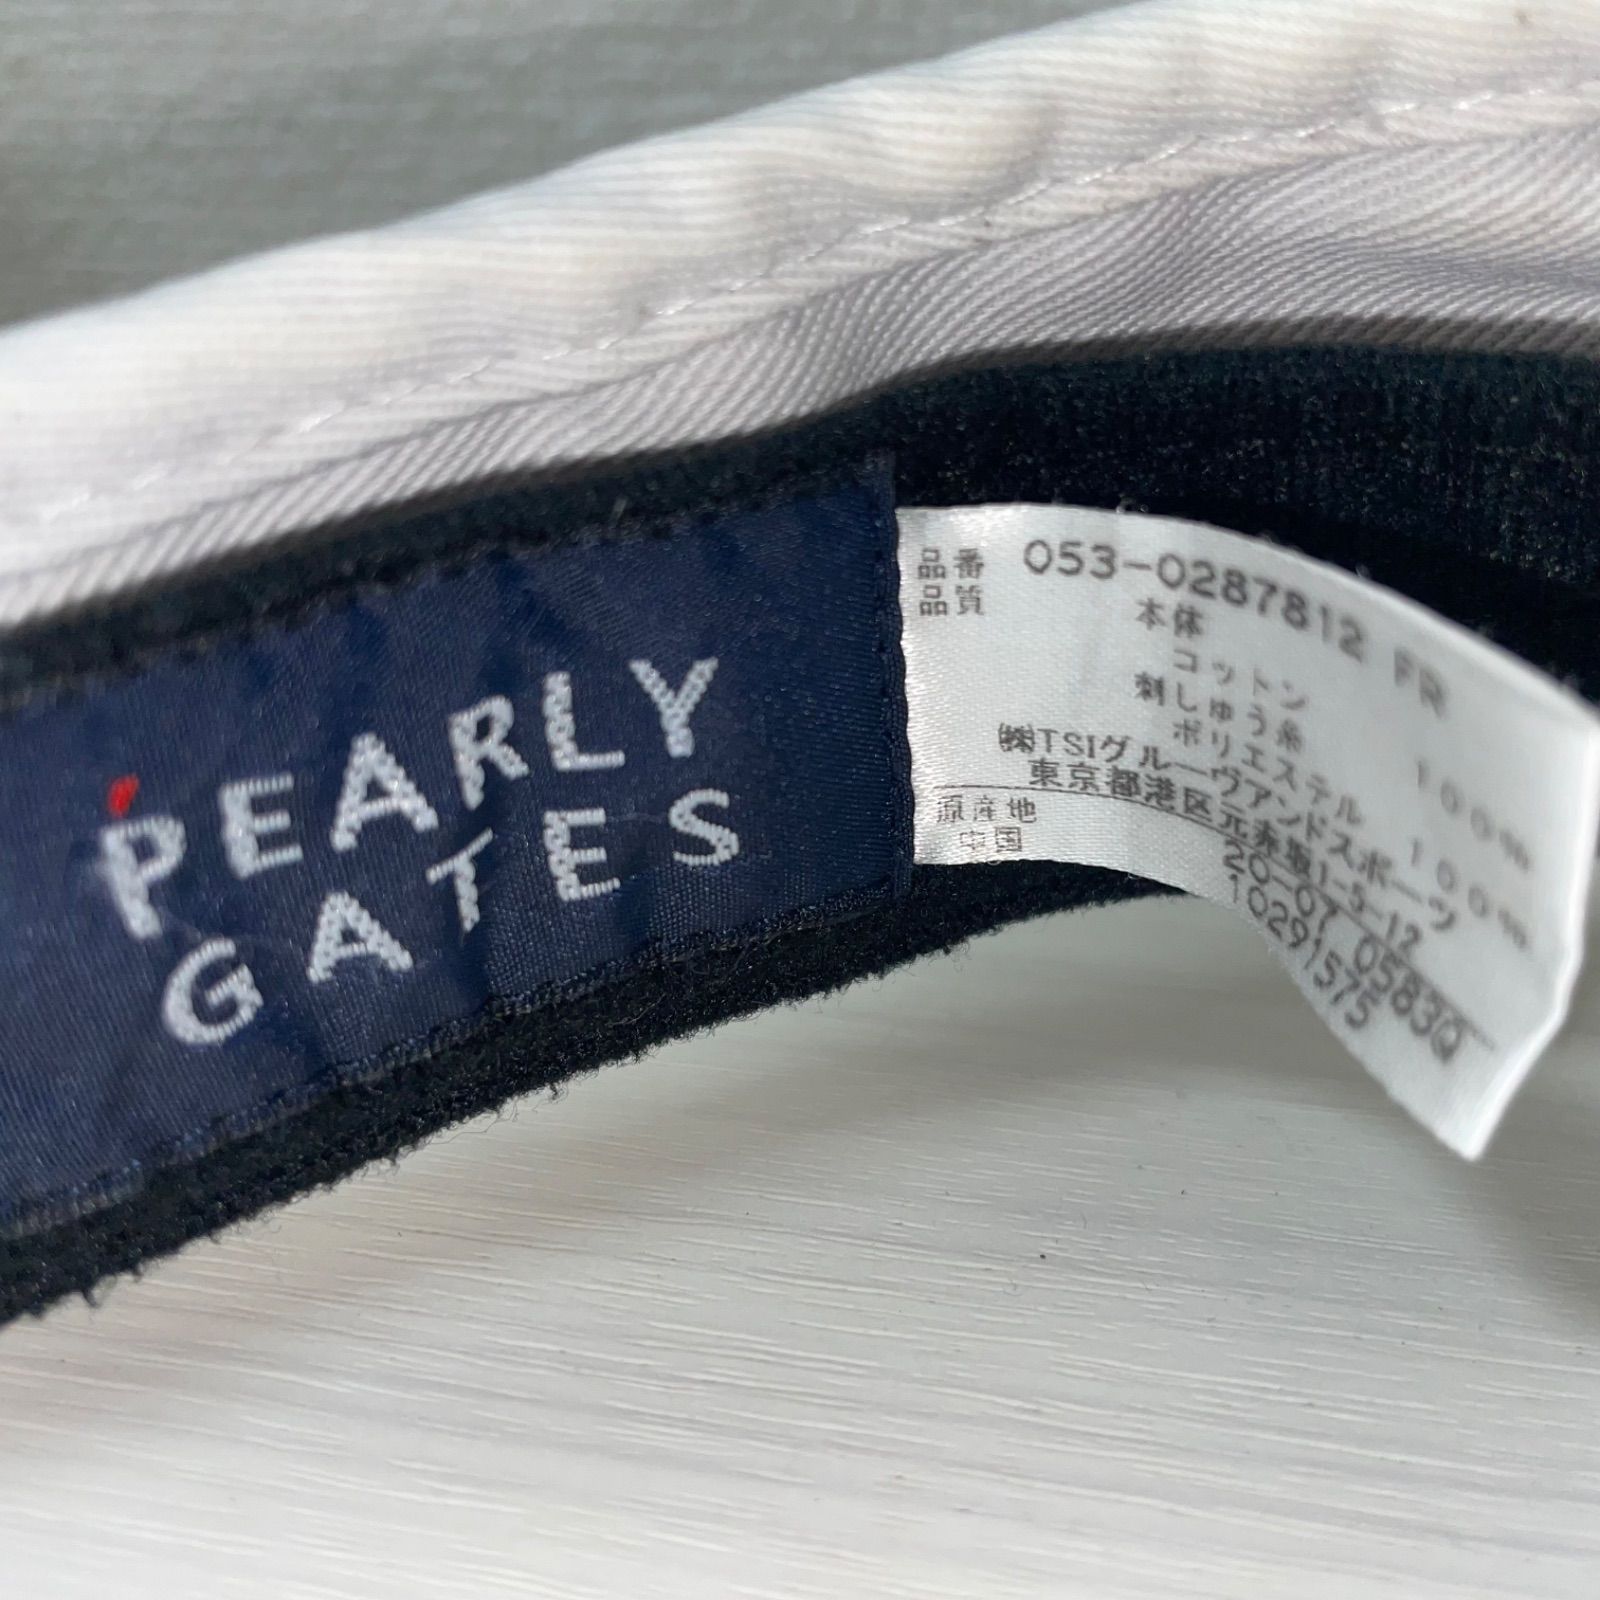 PEARLY
GATES
品番 053-0287812 FR
品質 本体
コットン 100%
刺しゅう糸
ポリエステル 100%
㈱TSIグルーヴアンドスポーツ
東京都港区元赤坂1-5-12
原産地 20-07 0583Q
中国 10291575